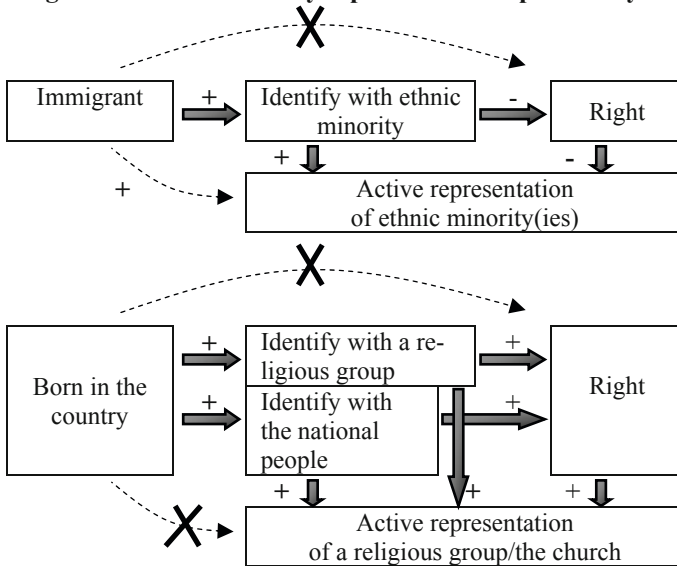 Immigrant
+
Identify with ethnic
minority
-
Right
+
-
+
Active representation
of ethnic minority(ies)
Born in the
country
+
Identify with a re-
ligious group
+
Right
+
Identify with
the national
people
+
+
+
+
Active representation
of a religious group/the church